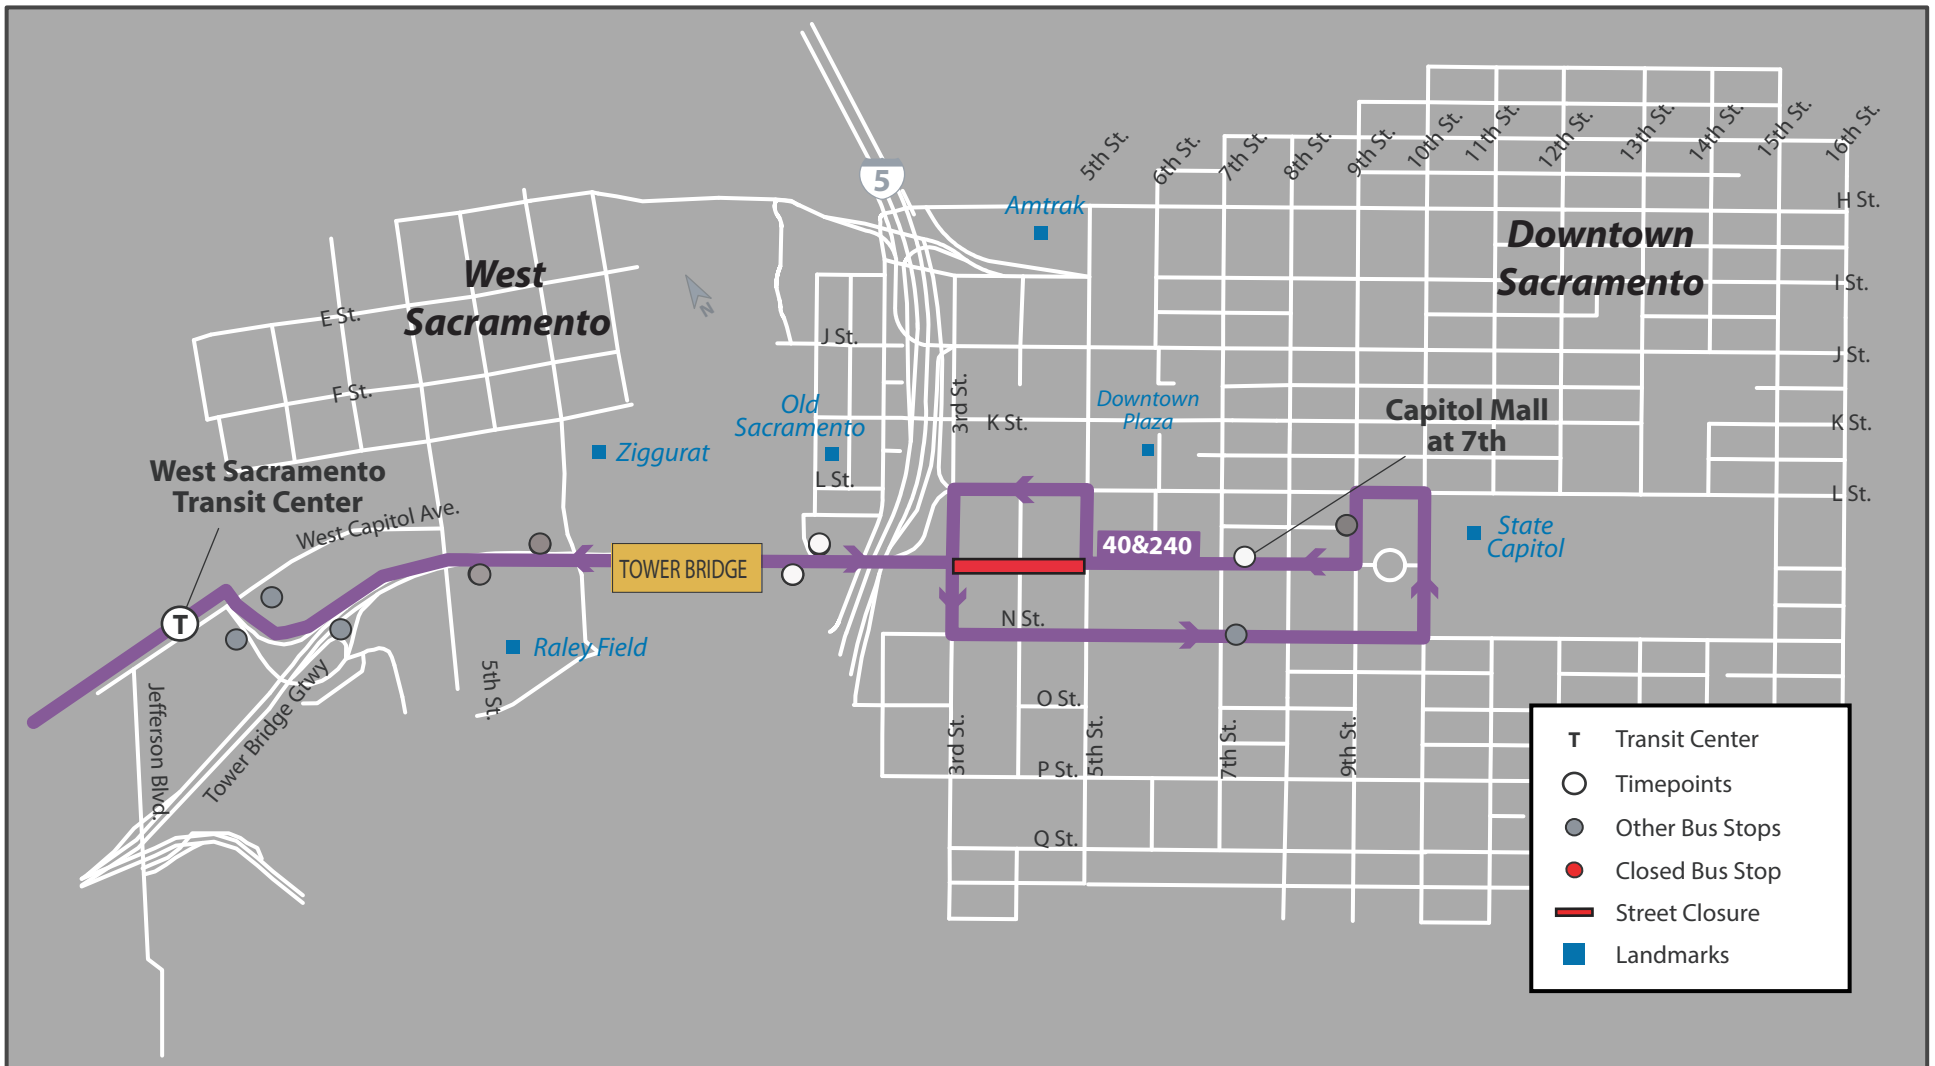 5th St.
6th St.
7th St.
8th St.
9th St.
10th St.
11th St.
12th St.
13th St.
14th St.
15th St.
16th St.
5
Amtrak
H St.
Downtown
Sacramento
West
Sacramento
I St.
N
E St.
J St.
J St.
F St.
3rd St.
Old
Sacramento
Downtown
Plaza
K St.
Capitol Mall
at 7th
K St.
Ziggurat
West Sacramento
Transit Center
L St.
L St.
West Capitol Ave.
State
Capitol
40&240
TOWER BRIDGE
T
N St.
Raley Field
5th St.
Jefferson Blvd.
Tower Bridge Gtwy
O St.
3rd St.
5th St.
7th St.
9th St.
P St.
Q St.
T Transit Center
Timepoints
Other Bus Stops
Closed Bus Stop
Street Closure
Landmarks